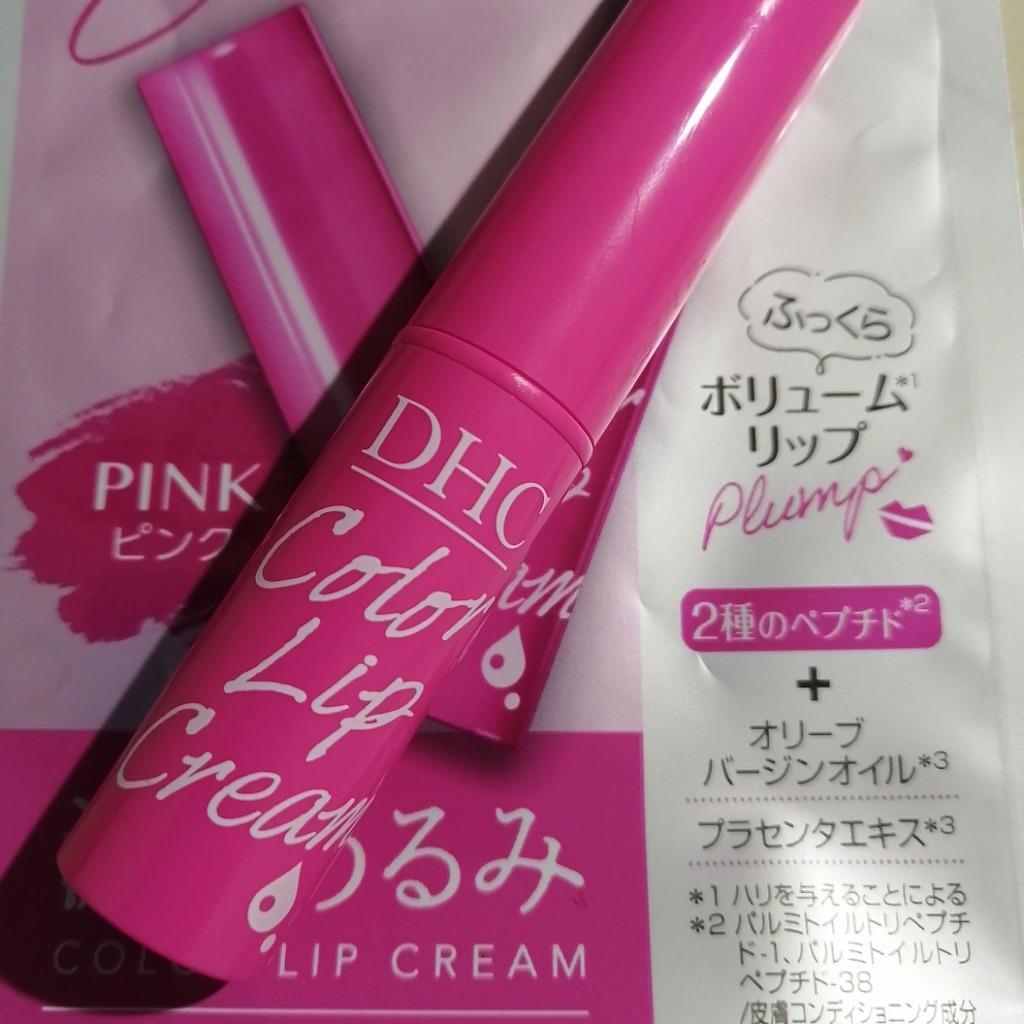 PINK
ピンク
DHC
Color
Lip
Cream
am
るみ
LIP CREAM
ふっくら
ボリューム*1
リップ
Plump
2種のペプチド*2
+
オリーブ
バージンオイル*3
プラセンタエキス*3
*1 ハリを与えることによる
*2 パルミトイルトリペプチ
ド-1、パルミトイルトリ
ペプチド-38
/皮膚コンディショニング成分